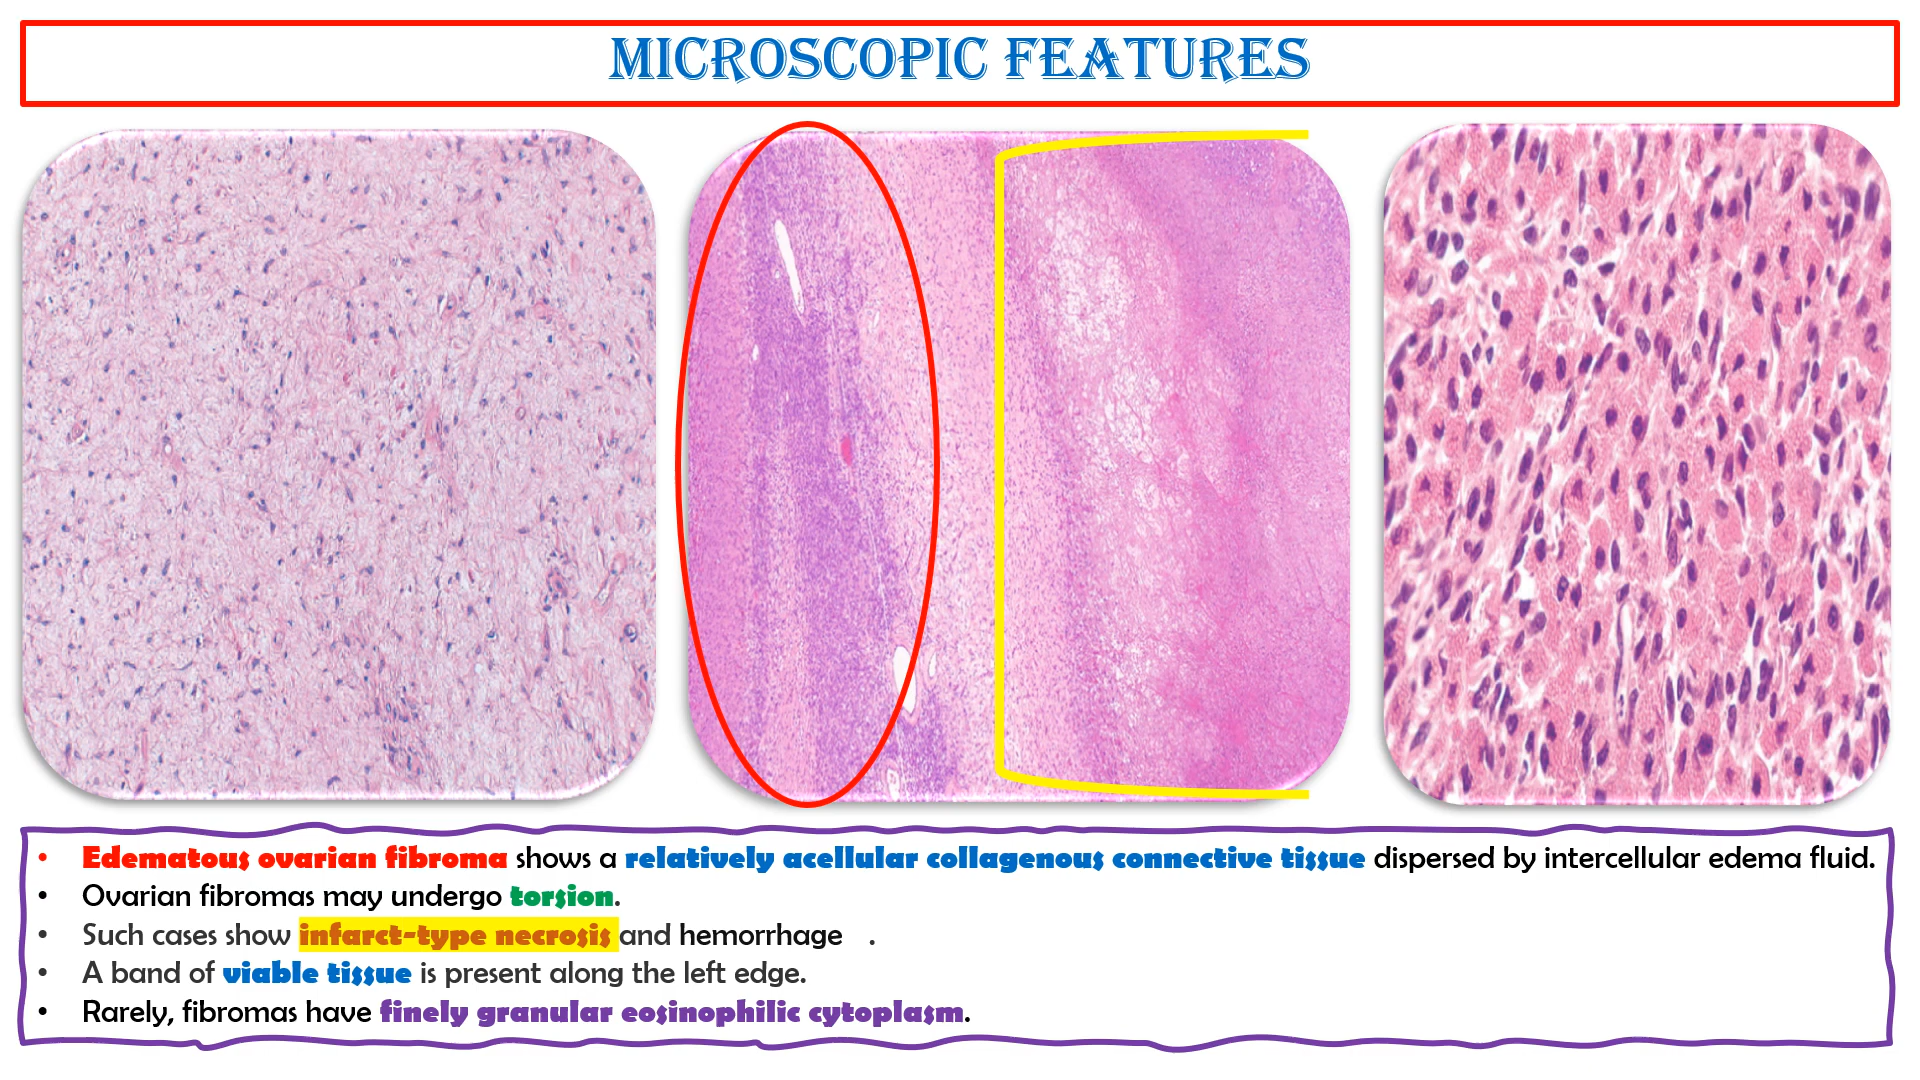 MICROSCOPIC FEATURES
• Edematous ovarian fibroma shows a relatively acellular collagenous connective tissue dispersed by intercellular edema fluid.
• Ovarian fibromas may undergo torsion.
• Such cases show infarct-type necrosis and hemorrhage .
• A band of viable tissue is present along the left edge.
• Rarely, fibromas have finely granular eosinophilic cytoplasm.